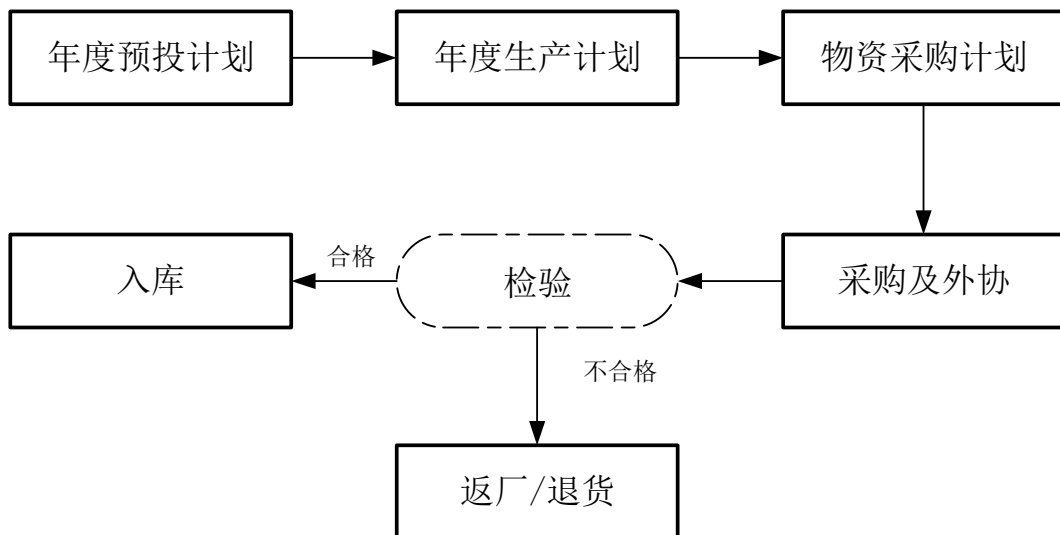 年度预投计划
年度生产计划
物资采购计划
入库
合格
检验
采购及外协
不合格
返厂/退货